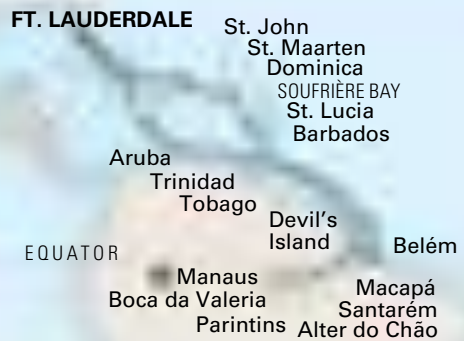 FT. LAUDERDALE
St. John
St. Maarten
Dominica
SOUFRIÈRE BAY
St. Lucia
Barbados
Aruba
Trinidad
Tobago
Devil's
Island
EQUATOR
Belém
Manaus
Boca da Valeria
Parintins
Macapá
Santarém
Alter do Chão